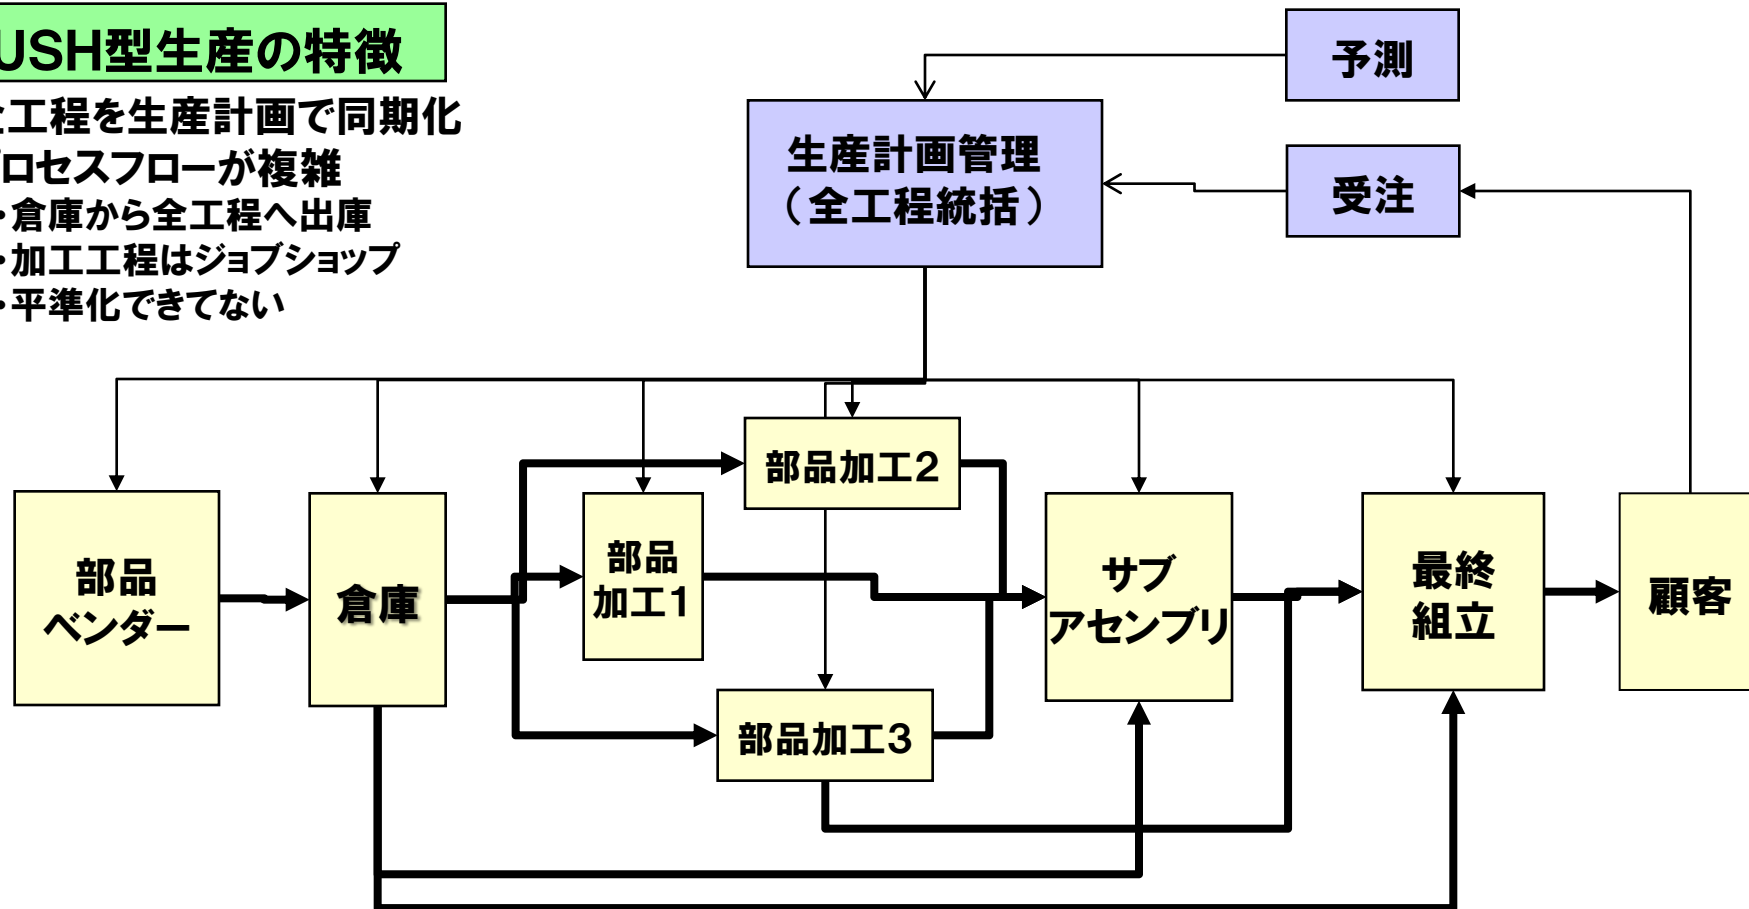 USH型生産の特徴
工程を生産計画で同期化
ロセスフローが複雑
・倉庫から全工程へ出庫
・加工工程はジョブショップ
・平準化できてない
予測
生産計画管理
（全工程統括）
受注
部品加工2
部品
加工1
部品
ベンダー
倉庫
サブ
アセンブリ
最終
組立
顧客
部品加工3